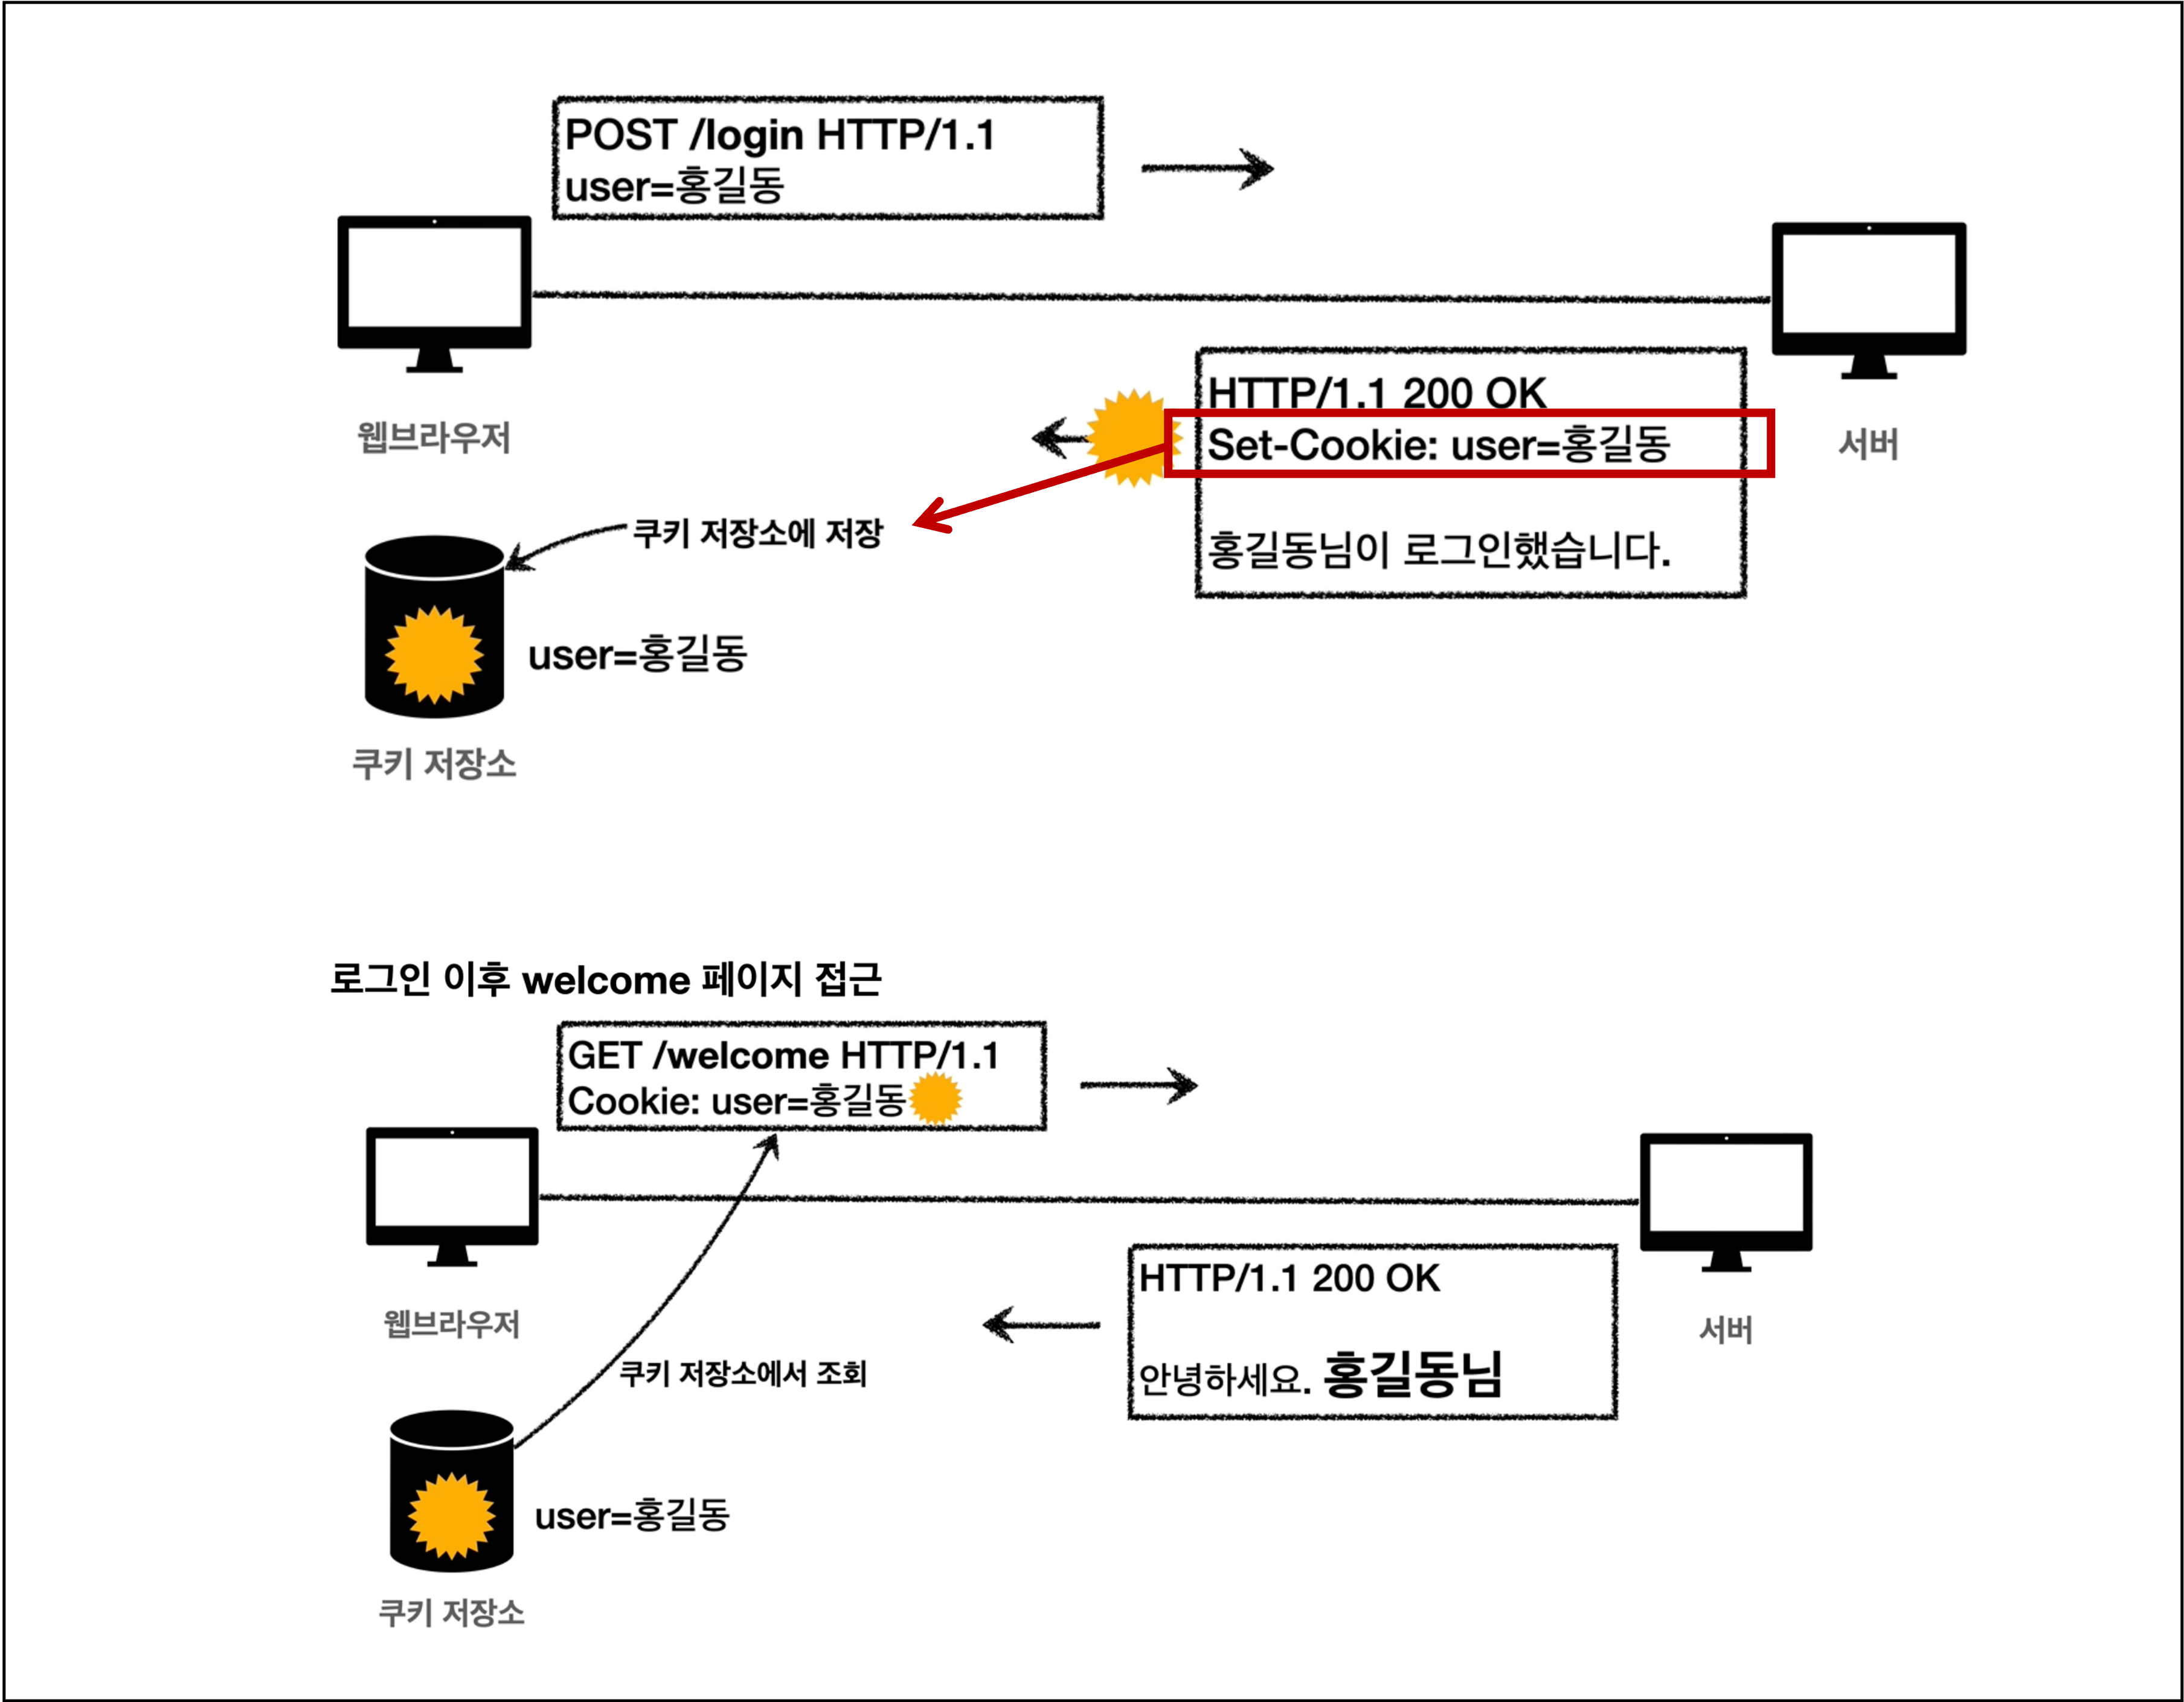 POST /login HTTP/1.1
user=홍길동
웹브라우저
HTTP/1.1 200 OK
Set-Cookie: user=홍길동
홍길동님이 로그인했습니다.
서버
쿠키 저장소에 저장
user=홍길동
쿠키 저장소
로그인 이후 welcome 페이지 접근
GET /welcome HTTP/1.1
Cookie: user=홍길동
웹브라우저
HTTP/1.1 200 OK
안녕하세요. 홍길동님
서버
쿠키 저장소에서 조회
user=홍길동
쿠키 저장소